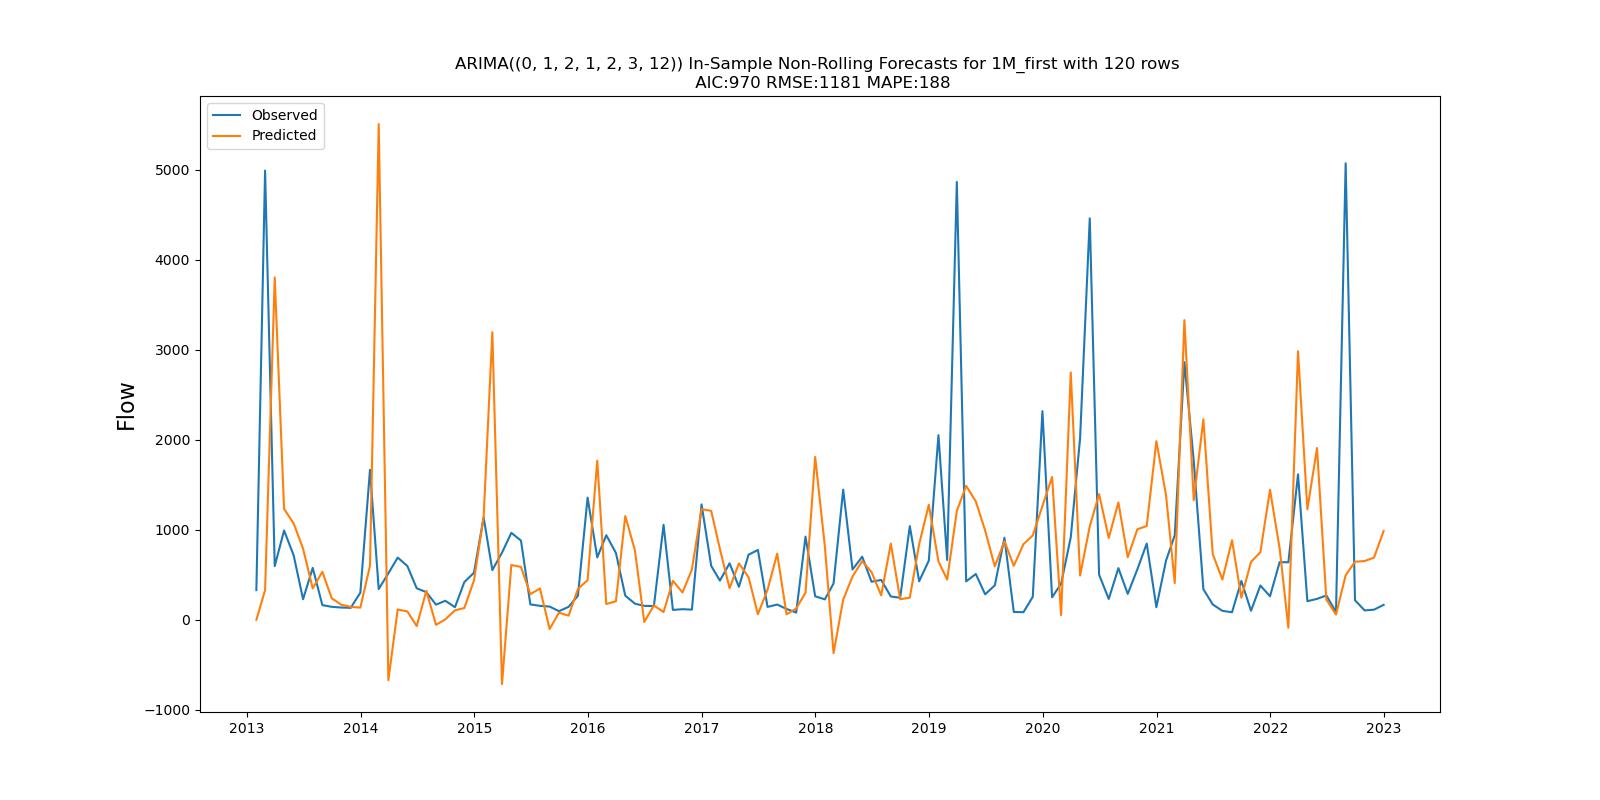 ARIMA((0, 1, 2, 1, 2, 3, 12)) In-Sample Non-Rolling Forecasts for 1M_first with 120 rows
AIC:970 RMSE:1181 MAPE:188
Observed
Predicted
Flow
5000
4000
3000
2000
1000
0
−1000
2013 2014 2015 2016 2017 2018 2019 2020 2021 2022 2023